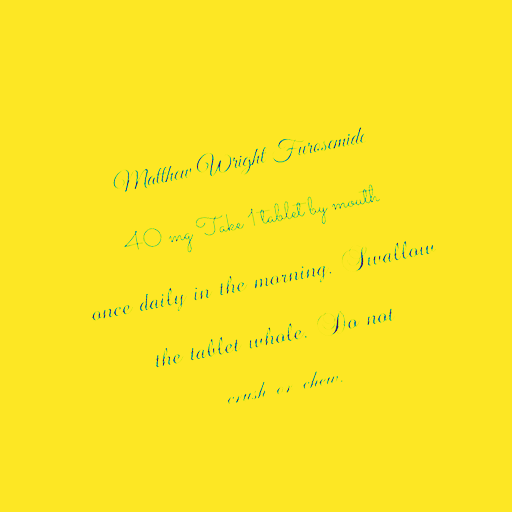 Matthew Wright Furosemide
40 mg Take 1 tablet by mouth
once daily in the morning. Swallow
the tablet whole. Do not
crush or chew.